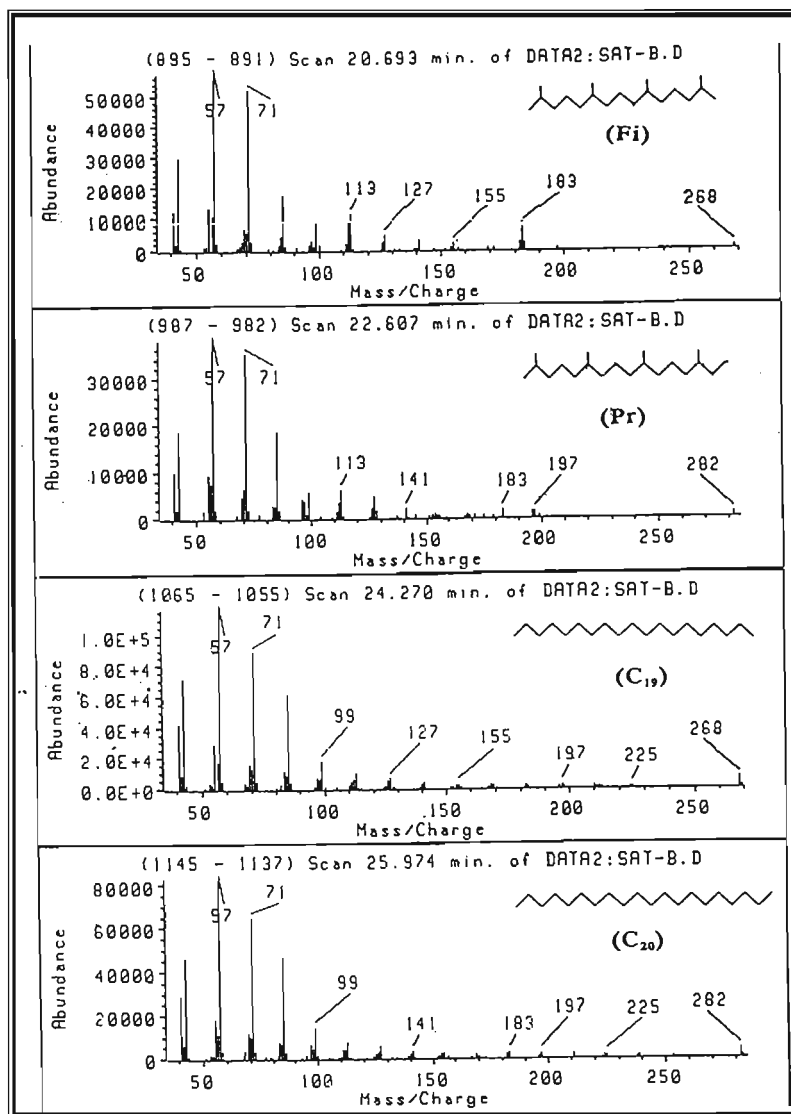 (895 - 891) Scan 20.693 min. of DATA2:SAT-B.D
Abundance
50000
40000
30000
20000
10000
0
57
71
113
127
155
183
268
(Fi)
50
100
150
200
250
Mass/Charge
(987 - 982) Scan 22.607 min. of DATA2:SAT-B.D
Abundance
30000
20000
10000
0
57
71
113
141
183
197
282
(Pr)
50
100
150
200
250
Mass/Charge
(1065 - 1055) Scan 24.270 min. of DATA2:SAT-B.D
Abundance
1.0E+5
8.0E+4
6.0E+4
4.0E+4
2.0E+4
0.0E+0
57
71
99
127
155
197
225
268
(C₁₉)
50
100
150
200
250
Mass/Charge
(1145 - 1137) Scan 25.974 min. of DATA2:SAT-B.D
Abundance
80000
60000
40000
20000
0
57
71
99
141
183
197
225
282
(C₂₀)
50
100
150
200
250
Mass/Charge